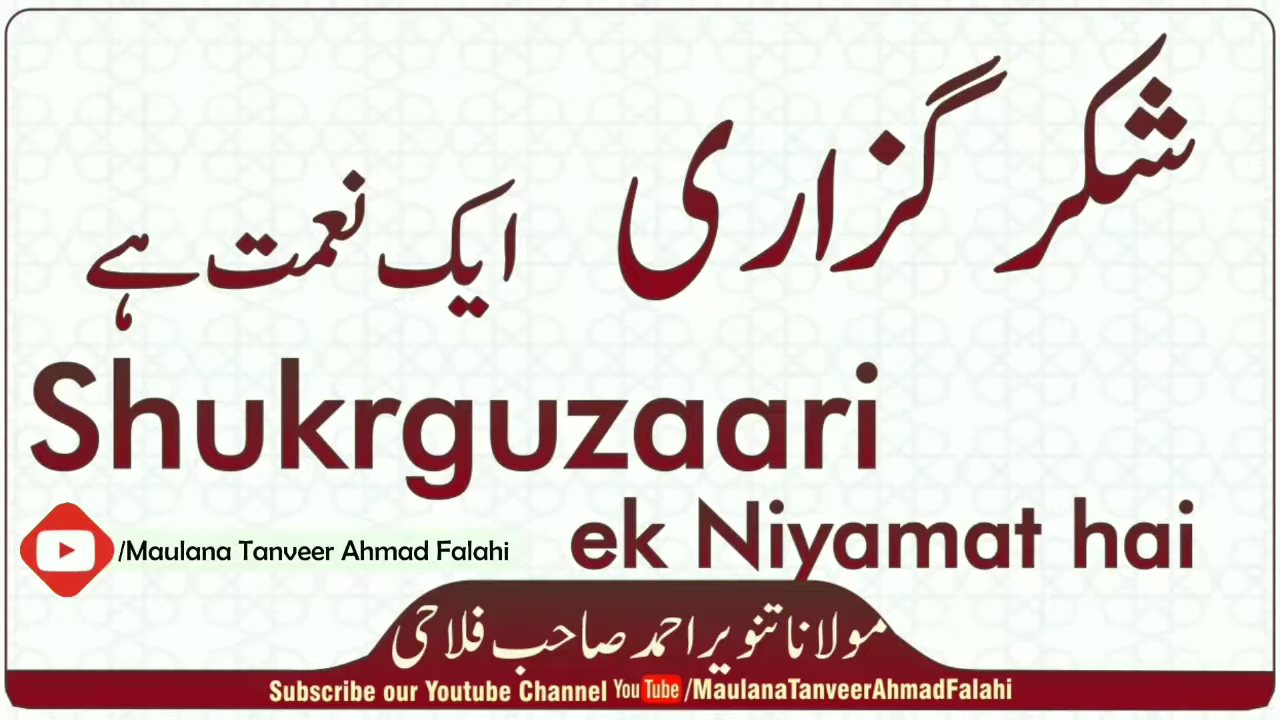 شکر گزاری ایک نعمت ہے
Shukrguzaari
ek Niyamat hai
/Maulana Tanveer Ahmad Falahi
مولانا تنویر احمد صاحب فلاحی
Subscribe our Youtube Channel YouTube /MaulanaTanveerAhmadFalahi